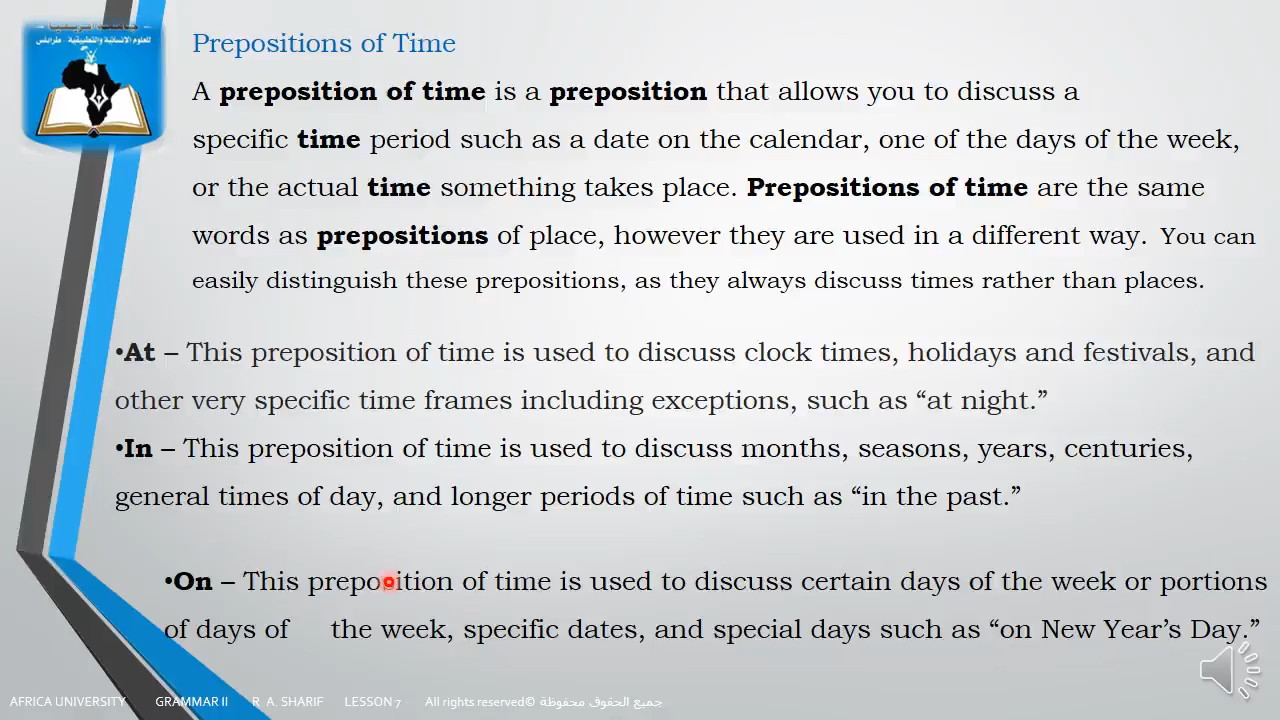 جامعة افريقيا
للعلوم الانسانية والتطبيقية - طرابلس
Prepositions of Time
A preposition of time is a preposition that allows you to discuss a
specific time period such as a date on the calendar, one of the days of the week,
or the actual time something takes place. Prepositions of time are the same
words as prepositions of place, however they are used in a different way. You can
easily distinguish these prepositions, as they always discuss times rather than places.
•At – This preposition of time is used to discuss clock times, holidays and festivals, and
other very specific time frames including exceptions, such as “at night.”
•In – This preposition of time is used to discuss months, seasons, years, centuries,
general times of day, and longer periods of time such as “in the past.”
•On – This preposition of time is used to discuss certain days of the week or portions
of days of the week, specific dates, and special days such as “on New Year’s Day.”
AFRICA UNIVERSITY GRAMMAR II R. A. SHARIF LESSON 7 All rights reserved© جميع الحقوق محفوظة